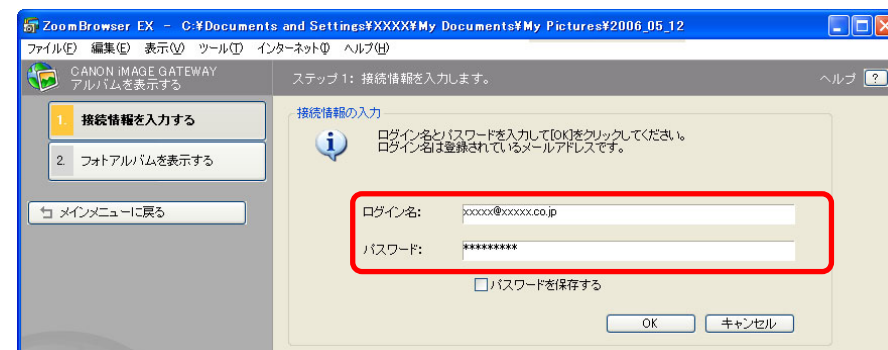 ZoomBrowser EX - C:¥Documents and Settings¥XXXX¥My Documents¥My Pictures¥2006_05_12
ファイル(F) 編集(E) 表示(V) ツール(T) インターネット(I) ヘルプ(H)
CANON iMAGE GATEWAY
アルバムを表示する
ステップ1: 接続情報を入力します。
ヘルプ ?
1. 接続情報を入力する
2. フォトアルバムを表示する
メインメニューに戻る
接続情報の入力
ログイン名とパスワードを入力して[OK]をクリックしてください。
ログイン名は登録されているメールアドレスです。
ログイン名: xxxxx@xxxxx.co.jp
パスワード: *********
パスワードを保存する
OK キャンセル